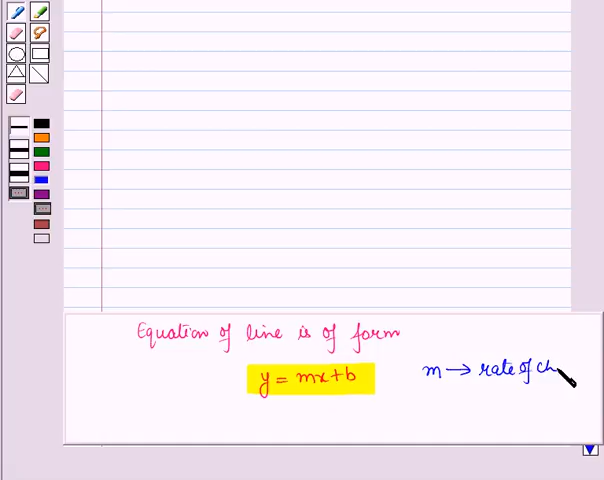 Equation of line is of form
y = mx+b
m → rate of ch